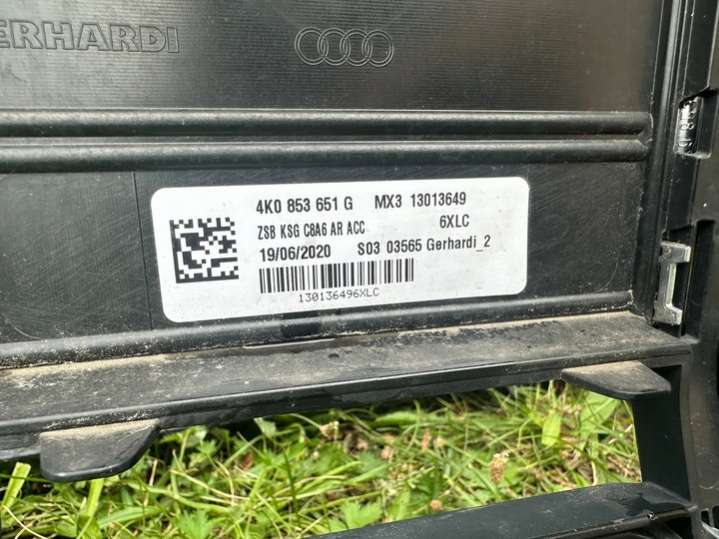 ERHARDI
4K0 853 651 G MX3 13013649
ZSB KSG C8A6 AR ACC 6XLC
19/06/2020 S03 03565 Gerhardi_2
130136496XLC